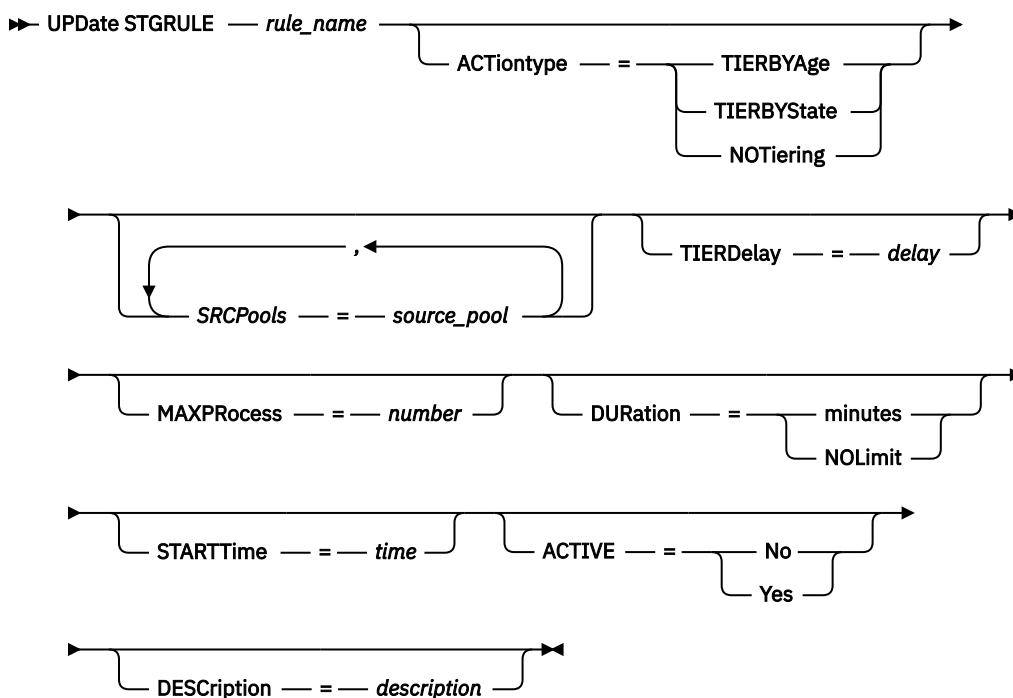 UPDate STGRULE — rule_name
ACTiontype — = — TIERBYAge
TIERBYState
NOTiering
,
SRCPools — = — source_pool
TIERDelay — = — delay
MAXPRocess — = — number
DURation — = — minutes
NOLimit
STARTTime — = — time
ACTIVE — = — No
Yes
DESCription — = — description